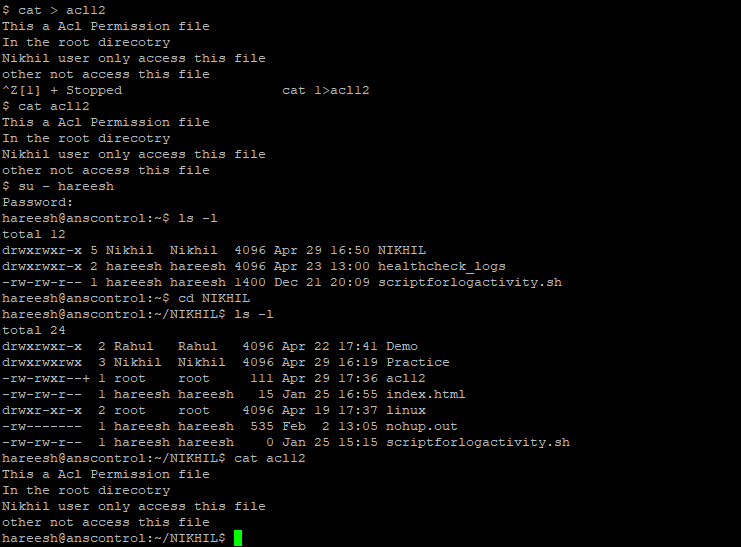 $ cat > acl12
This a Acl Permission file
In the root direcotry
Nikhil user only access this file
other not access this file
^Z[1] + Stopped                    cat 1>acl12
$ cat acl12
This a Acl Permission file
In the root direcotry
Nikhil user only access this file
other not access this file
$ su - hareesh
Password:
hareesh@anscontrol:~$ ls -l
total 12
drwxrwxr-x 5 Nikhil  Nikhil  4096 Apr 29 16:50 NIKHIL
drwxrwxr-x 2 hareesh hareesh 4096 Apr 23 13:00 healthcheck_logs
-rw-rw-r-- 1 hareesh hareesh 1400 Dec 21 20:09 scriptforlogactivity.sh
hareesh@anscontrol:~$ cd NIKHIL
hareesh@anscontrol:~/NIKHIL$ ls -l
total 24
drwxrwxr-x  2 Rahul   Rahul   4096 Apr 22 17:41 Demo
drwxrwxrwx  3 Nikhil  Nikhil  4096 Apr 29 16:19 Practice
-rw-rwxr--+ 1 root    root     111 Apr 29 17:36 acl12
-rw-rw-r--  1 hareesh hareesh   15 Jan 25 16:55 index.html
drwxr-xr-x  2 root    root    4096 Apr 19 17:37 linux
-rw-------  1 hareesh hareesh  535 Feb  2 13:05 nohup.out
-rw-rw-r--  1 hareesh hareesh    0 Jan 25 15:15 scriptforlogactivity.sh
hareesh@anscontrol:~/NIKHIL$ cat acl12
This a Acl Permission file
In the root direcotry
Nikhil user only access this file
other not access this file
hareesh@anscontrol:~/NIKHIL$